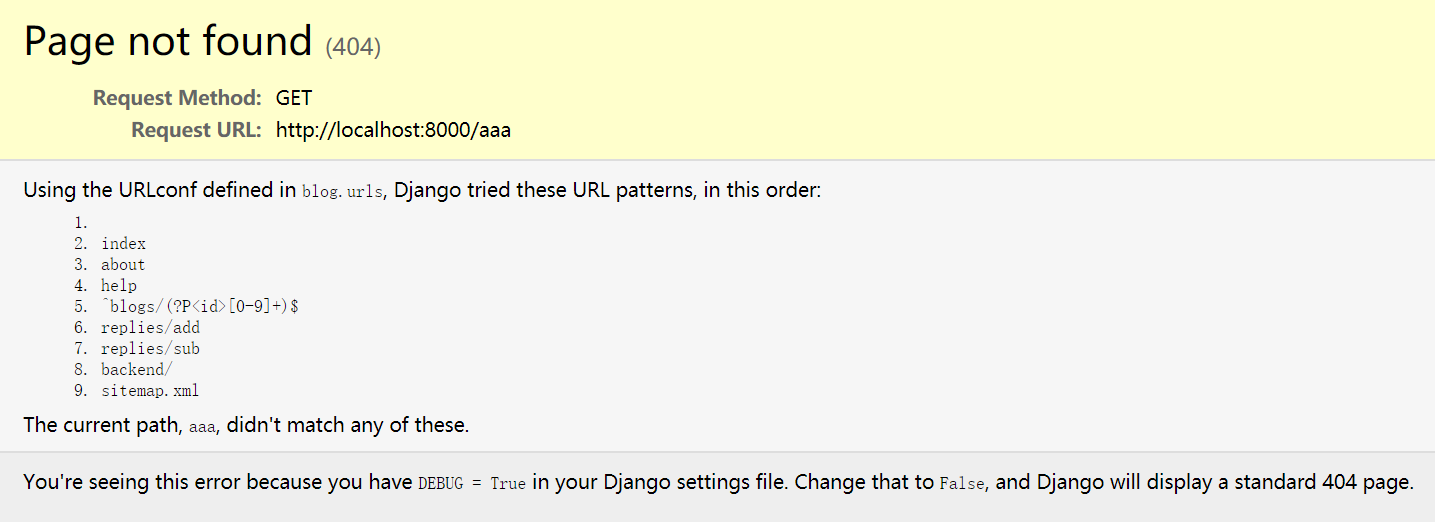 Page not found (404)
Request Method: GET
Request URL: http://localhost:8000/aaa
Using the URLconf defined in blog.urls, Django tried these URL patterns, in this order:
1.
2. index
3. about
4. help
5. ^blogs/(?P<id>[0-9]+)$
6. replies/add
7. replies/sub
8. backend/
9. sitemap.xml
The current path, aaa, didn't match any of these.
You're seeing this error because you have DEBUG = True in your Django settings file. Change that to False, and Django will display a standard 404 page.